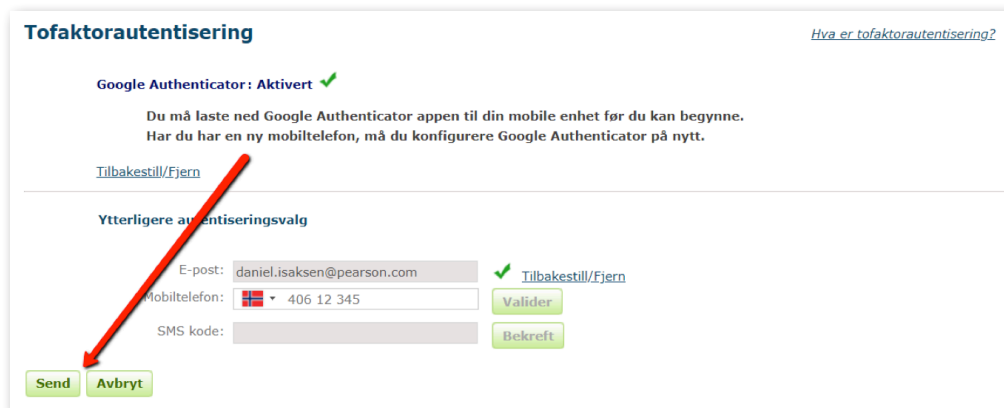 Tofaktorautentisering
Hva er tofaktorautentisering?
Google Authenticator: Aktivert
Du må laste ned Google Authenticator appen til din mobile enhet før du kan begynne.
Har du har en ny mobiltelefon, må du konfigurere Google Authenticator på nytt.
Tilbakestill/Fjern
Ytterligere autentiseringsvalg
E-post: daniel.isaksen@pearson.com Tilbakestill/Fjern
Mobiltelefon: 406 12 345 Valider
SMS kode: Bekreft
Send Avbryt